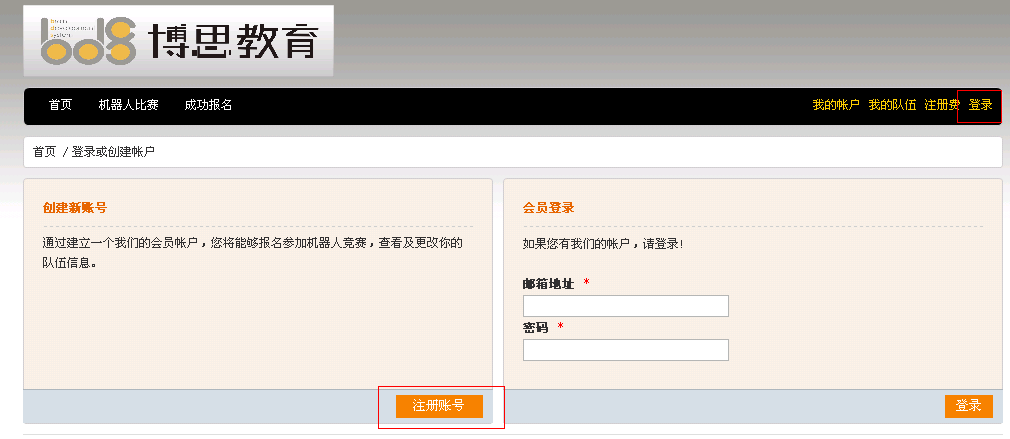 brain
development
system
bds 博思教育
首页 机器人比赛 成功报名 我的帐户 我的队伍 注册费 登录
首页 / 登录或创建帐户
创建新账号
通过建立一个我们的会员帐户，您将能够报名参加机器人竞赛，查看及更改你的
队伍信息。
注册账号
会员登录
如果您有我们的帐户，请登录!
邮箱地址 *
密码 *
登录